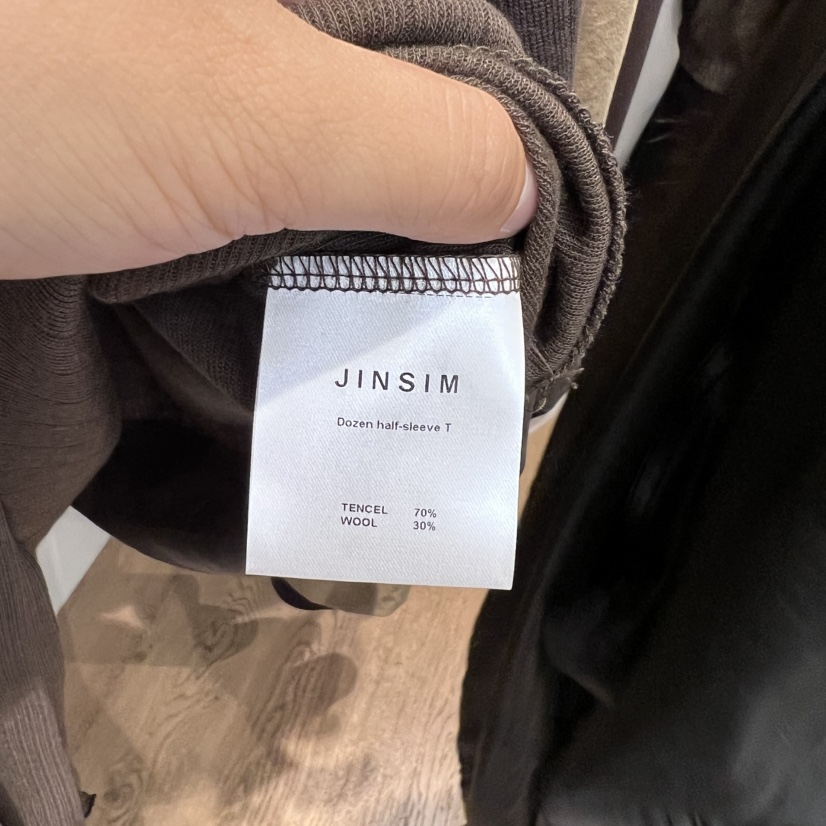 JINSIM
Dozen half-sleeve T
TENCEL 70%
WOOL 30%